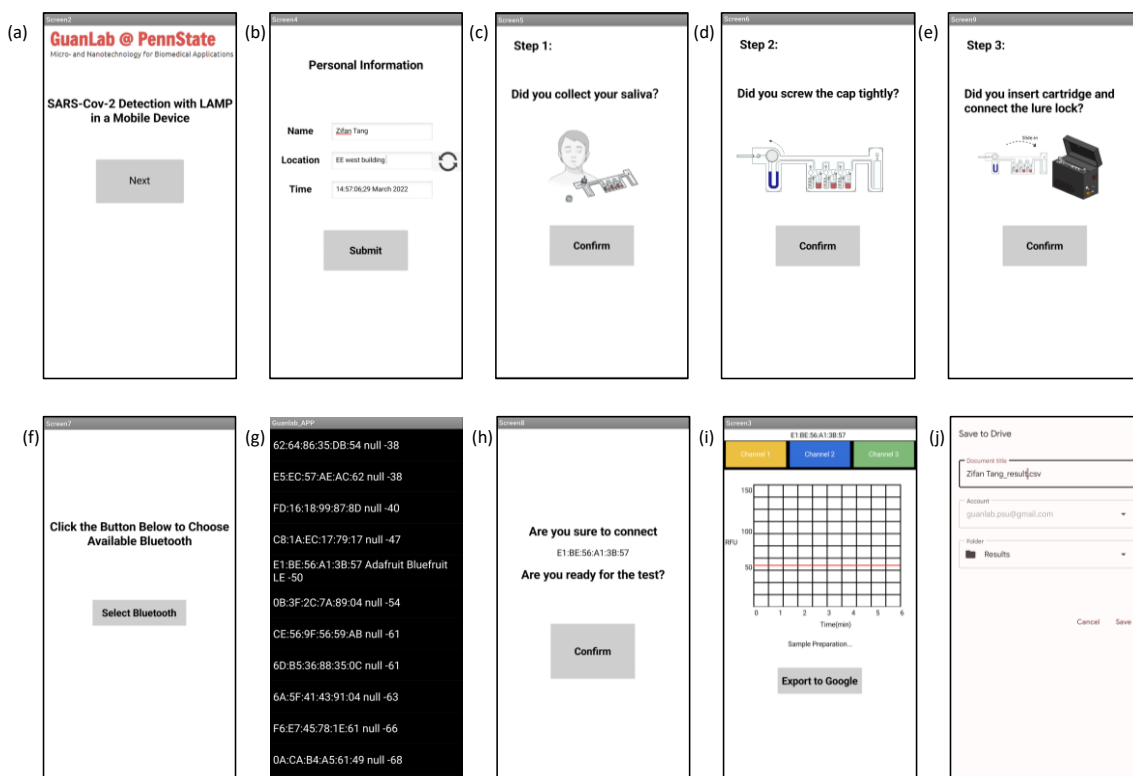 (a)
Screen2
GuanLab @ PennState
Micro- and Nanotechnology for Biomedical Applications
SARS-Cov-2 Detection with LAMP
in a Mobile Device
Next
(b)
Screen4
Personal Information
Name
Zifan Tang
Location
EE west building
Time
14:57:06;29 March 2022
Submit
(c)
Screen5
Step 1:
Did you collect your saliva?
Confirm
(d)
Screen6
Step 2:
Did you screw the cap tightly?
Confirm
(e)
Screen9
Step 3:
Did you insert cartridge and
connect the lure lock?
Slide in
Confirm
(f)
Screen7
Click the Button Below to Choose
Available Bluetooth
Select Bluetooth
(g)
Guanlab_APP
62:64:86:35:DB:54 null -38
E5:EC:57:AE:AC:62 null -38
FD:16:18:99:87:8D null -40
C8:1A:EC:17:79:17 null -47
E1:BE:56:A1:3B:57 Adafruit Bluefruit
LE -50
0B:3F:2C:7A:89:04 null -54
CE:56:9F:56:59:AB null -61
6D:B5:36:88:35:0C null -61
6A:5F:41:43:91:04 null -63
F6:E7:45:78:1E:61 null -66
0A:CA:B4:A5:61:49 null -68
(h)
Screen8
Are you sure to connect
E1:BE:56:A1:3B:57
Are you ready for the test?
Confirm
(i)
Screen3
E1:BE:56:A1:3B:57
Channel 1 Channel 2 Channel 3
150
100
RFU
50
0 1 2 3 4 5 6
Time(min)
Sample Preparation...
Export to Google
(j)
Save to Drive
Document title
Zifan Tang_result.csv
Account
guanlab.psu@gmail.com
Folder
Results
Cancel Save